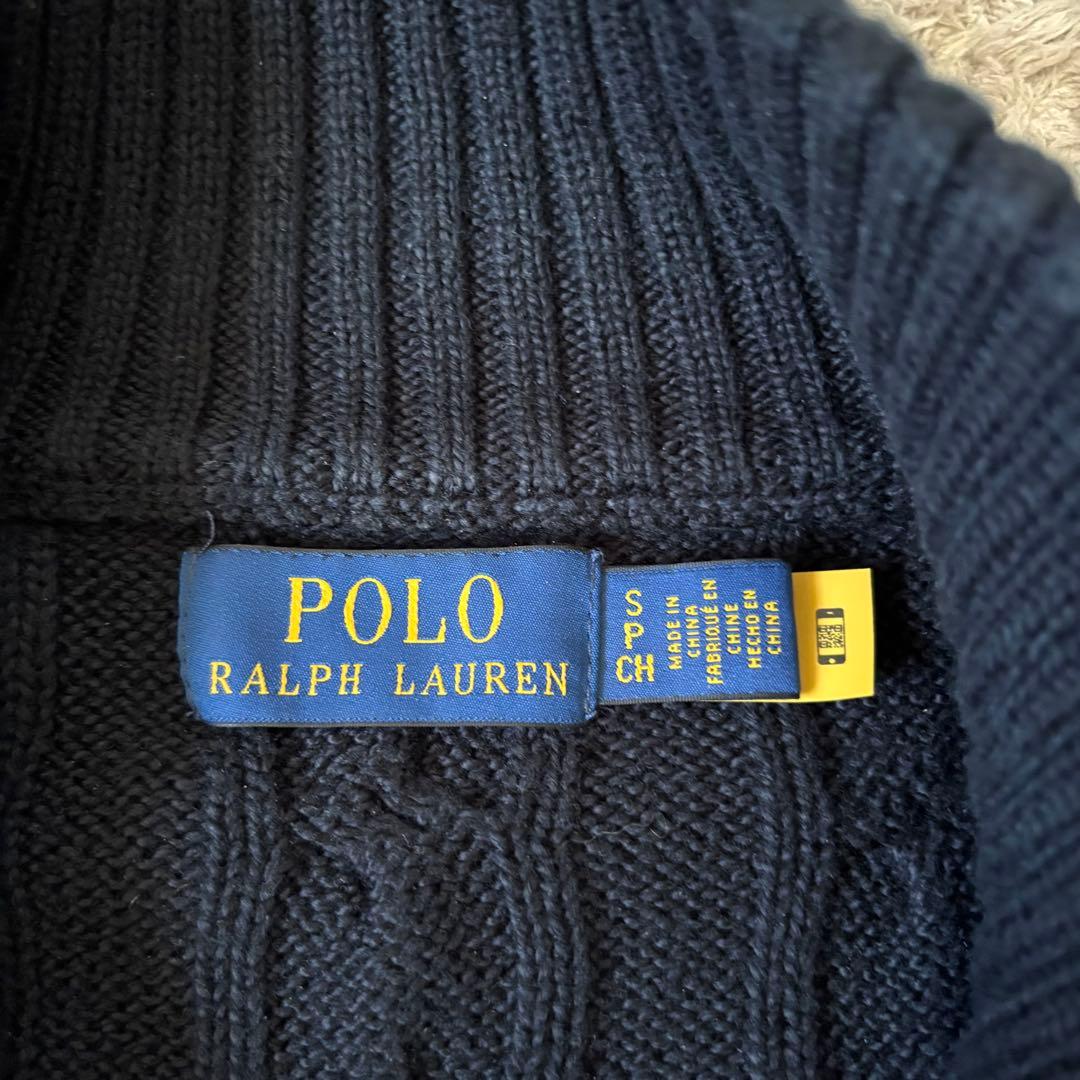 POLO
RALPH LAUREN
S
P
CH
MADE IN
CHINA
FABRIQUÉ EN
CHINE
HECHO EN
CHINA